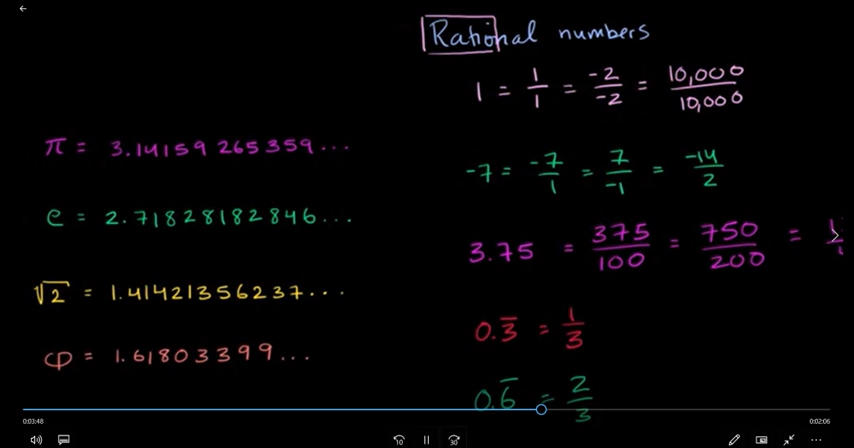 Rational numbers
1 = 1/1 = -2/-2 = 10,000/10,000
π = 3.14159265359...
-7 = -7/1 = 7/-1 = -14/2
e = 2.71828182846...
3.75 = 375/100 = 750/200 =
√2 = 1.41421356237...
0.3̅ = 1/3
φ = 1.61803399...
0.6̅ = 2/3
0:03:48
0:02:06
10
30